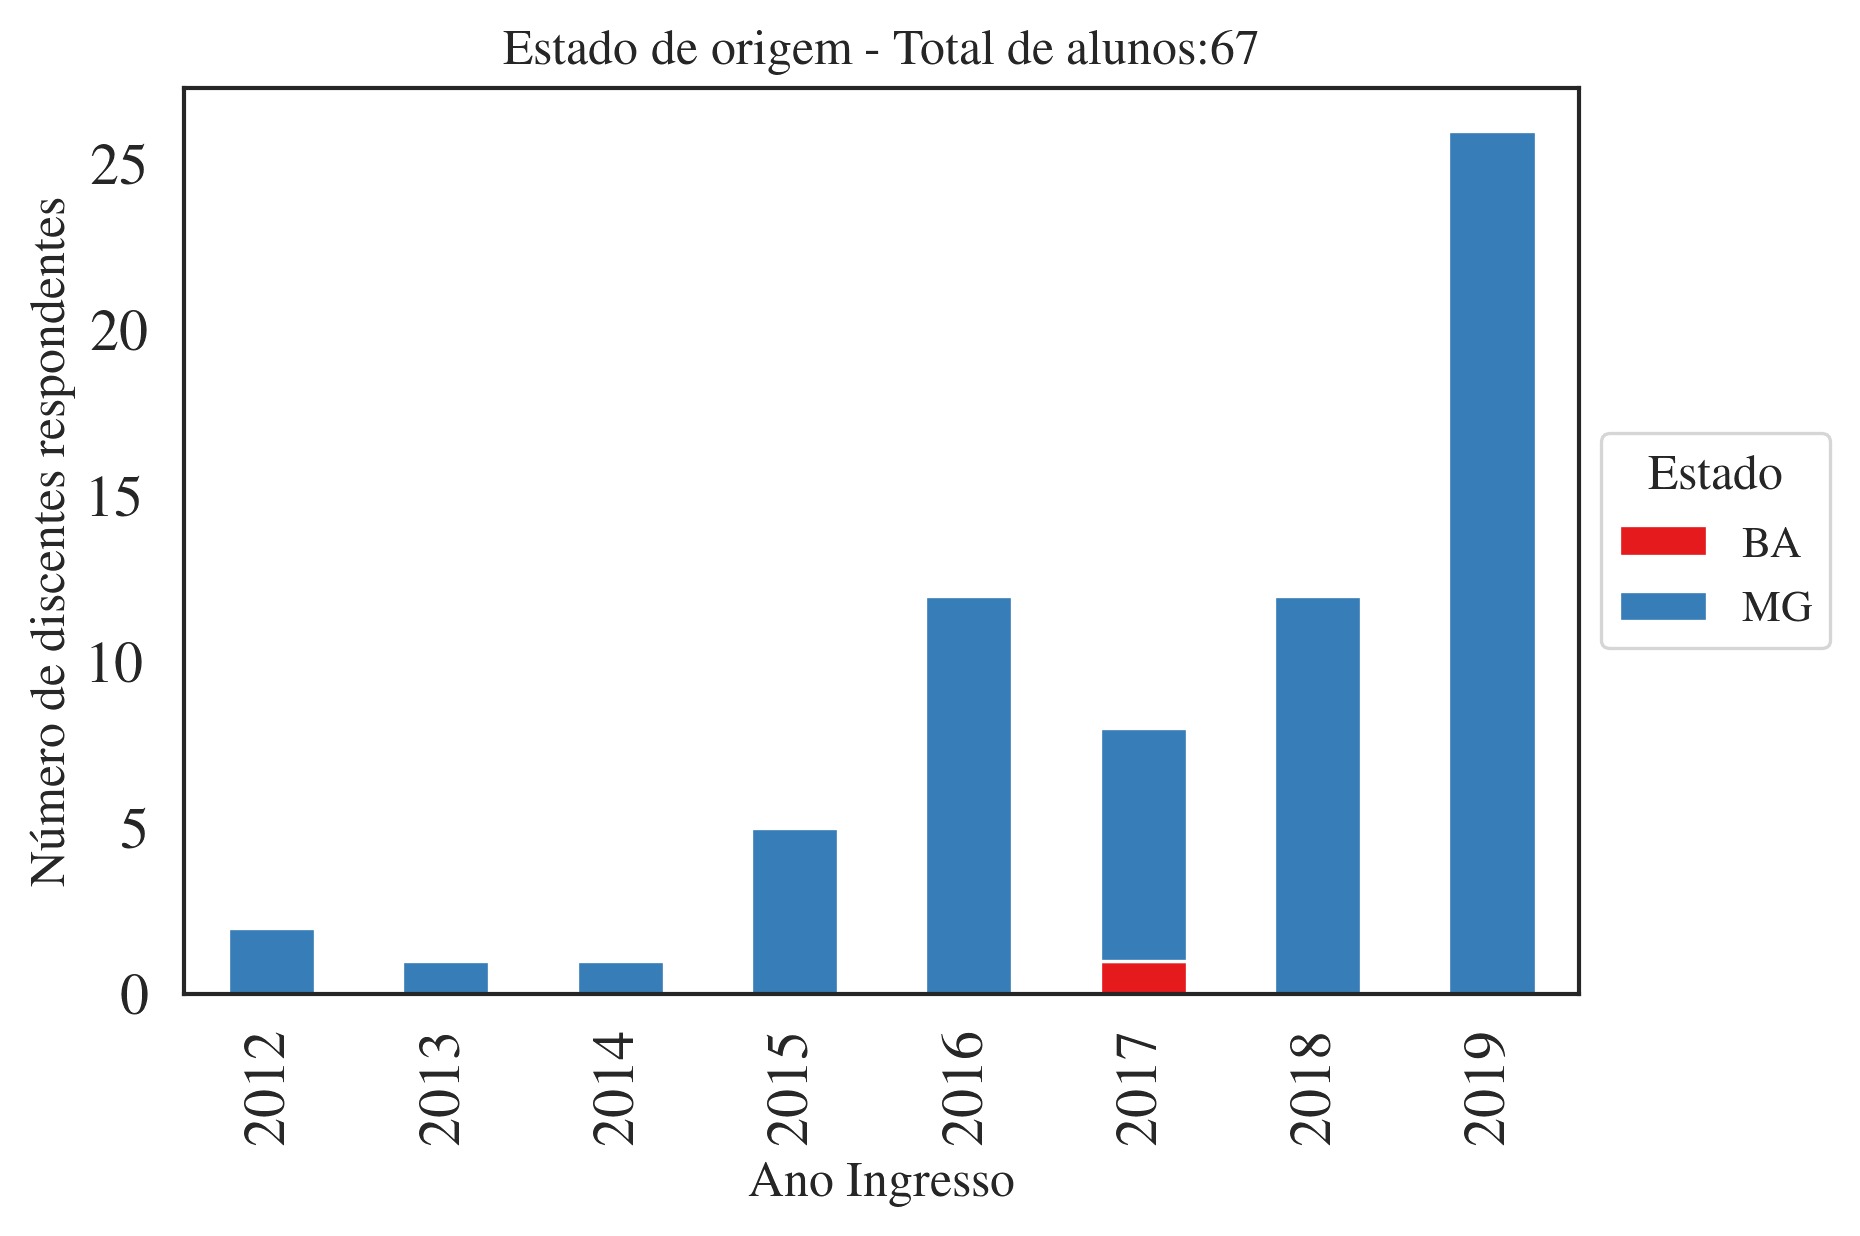 Estado de origem - Total de alunos:67
Número de discentes respondentes
25
20
15
10
5
0
2012
2013
2014
2015
2016
2017
2018
2019
Ano Ingresso
Estado
BA
MG